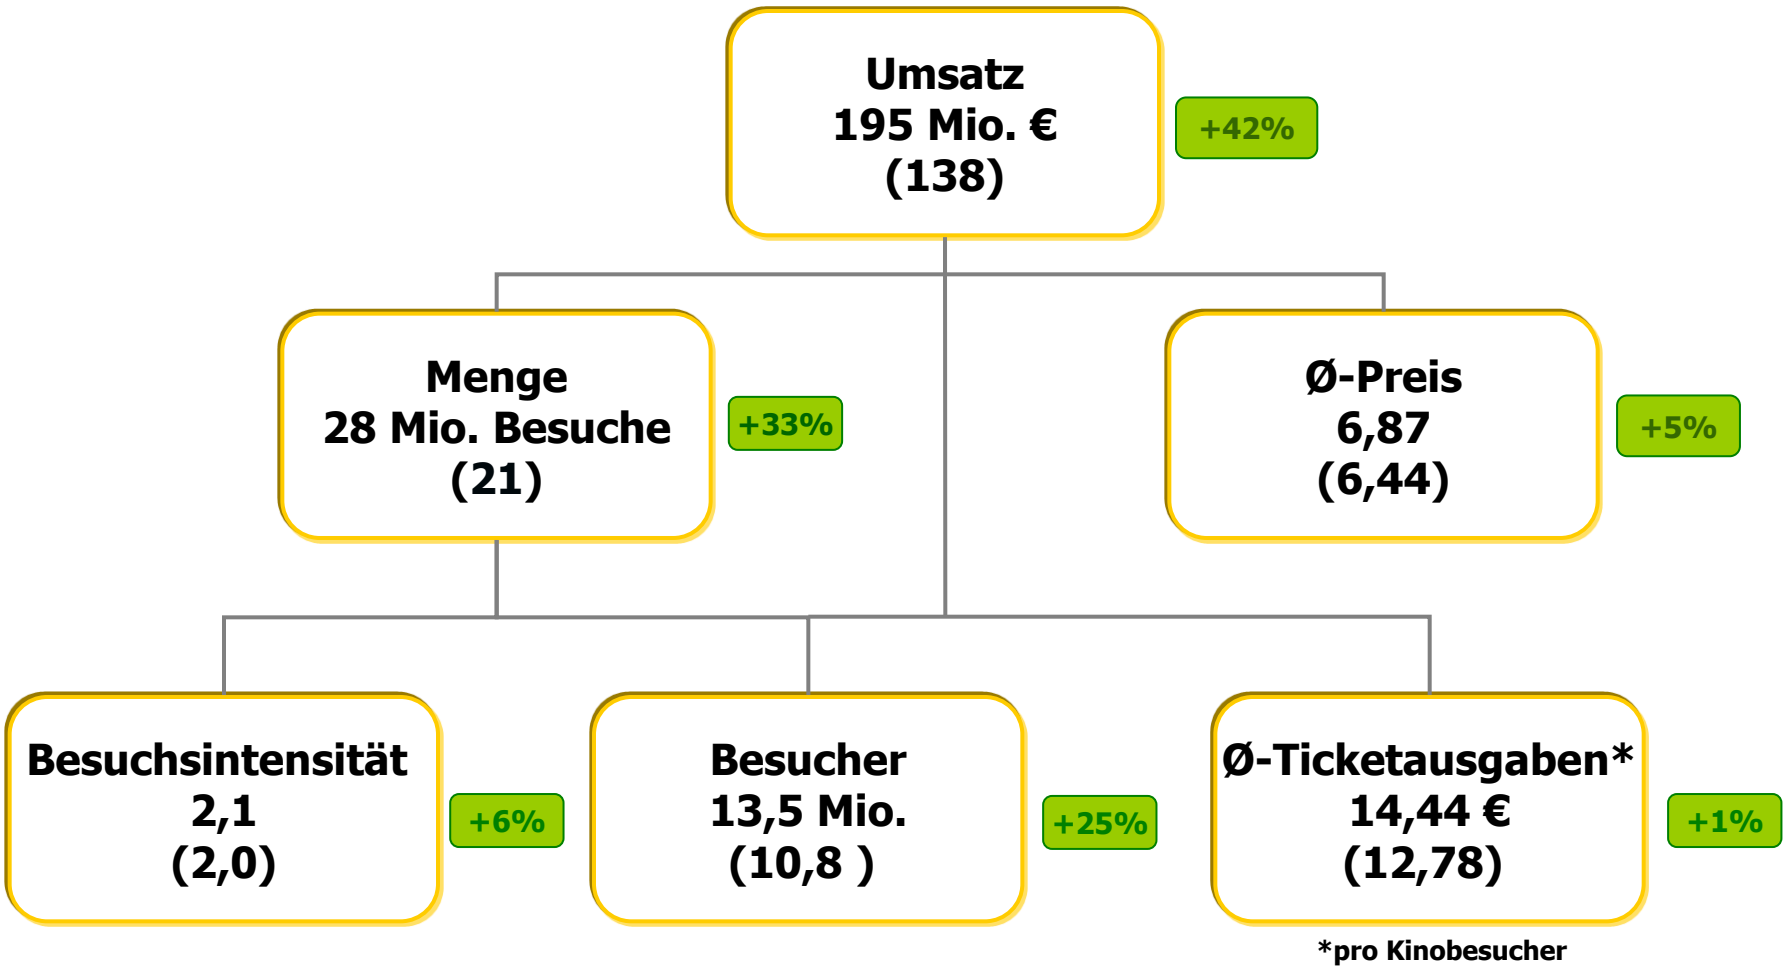 Umsatz
195 Mio. €
(138)
+42%
Menge
28 Mio. Besuche
(21)
+33%
Ø-Preis
6,87
(6,44)
+5%
Besuchsintensität
2,1
(2,0)
+6%
Besucher
13,5 Mio.
(10,8 )
+25%
Ø-Ticketausgaben*
14,44 €
(12,78)
+1%
*pro Kinobesucher